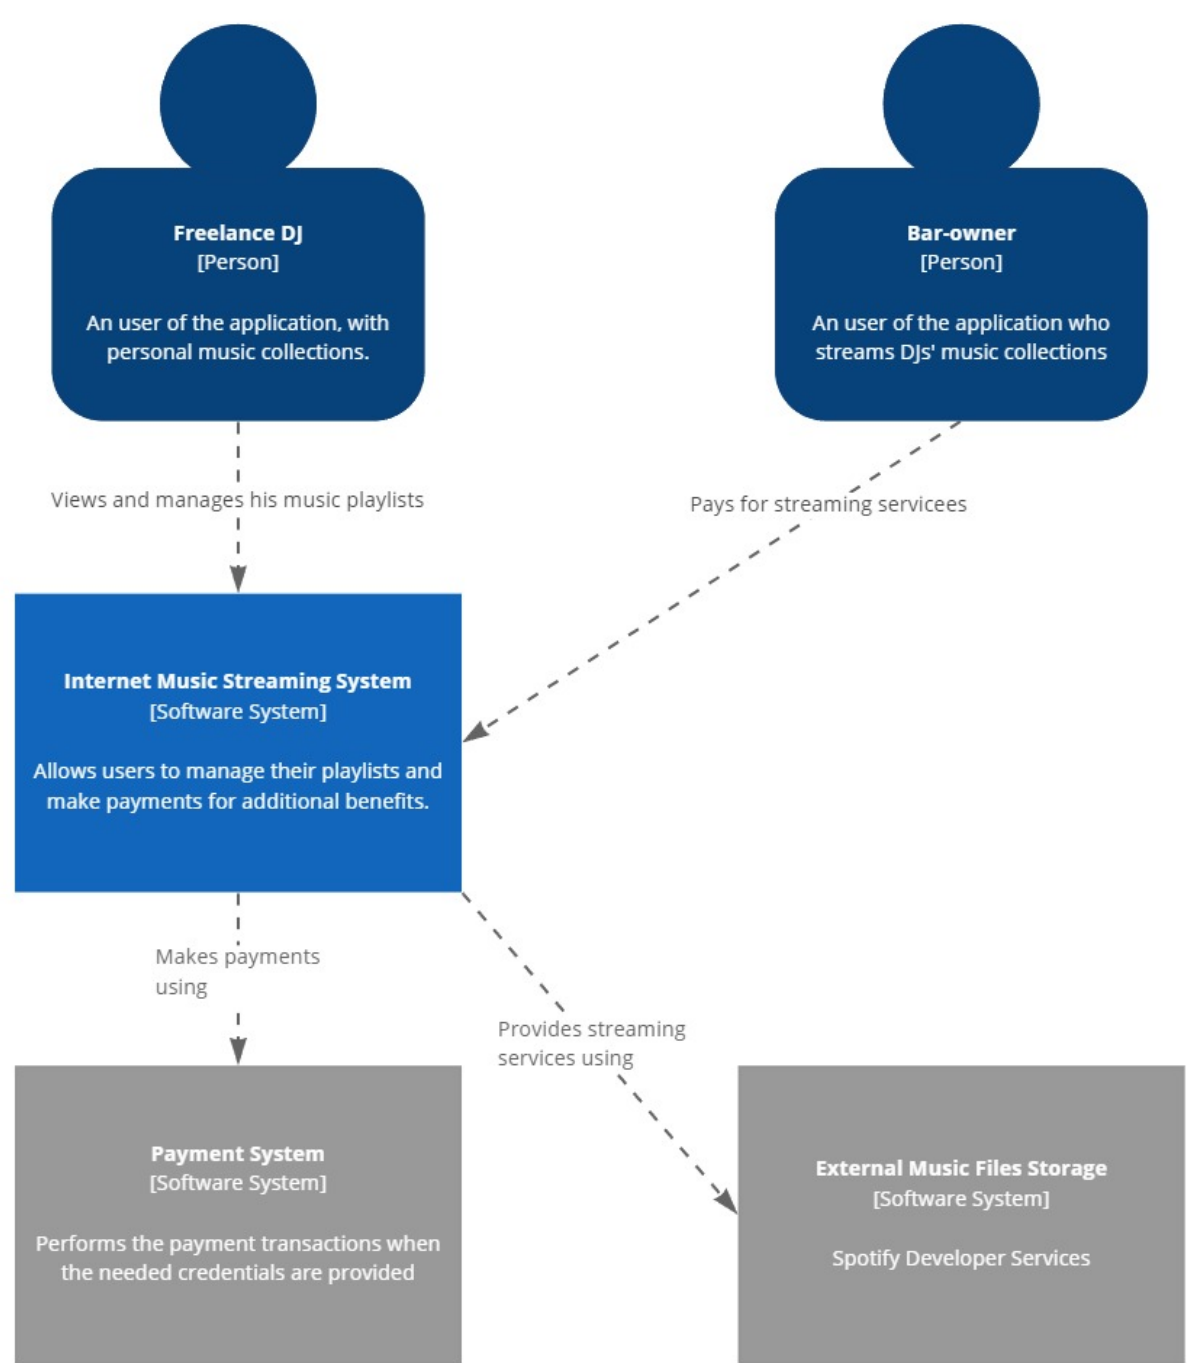 Freelance DJ
[Person]
An user of the application, with
personal music collections.
Bar-owner
[Person]
An user of the application who
streams DJs' music collections
Views and manages his music playlists
Pays for streaming servicees
Internet Music Streaming System
[Software System]
Allows users to manage their playlists and
make payments for additional benefits.
Makes payments
using
Provides streaming
services using
Payment System
[Software System]
Performs the payment transactions when
the needed credentials are provided
External Music Files Storage
[Software System]
Spotify Developer Services